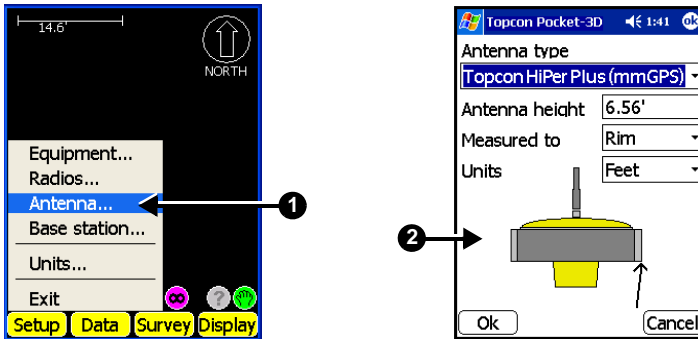 14.6'
NORTH
Equipment...
Radios...
Antenna...
Base station...
Units...
Exit
∞ ?
Setup Data Survey Display
1
Topcon Pocket-3D 1:41 ok
Antenna type
Topcon HiPer Plus (mmGPS)
Antenna height 6.56'
Measured to Rim
Units Feet
2
Ok Cancel